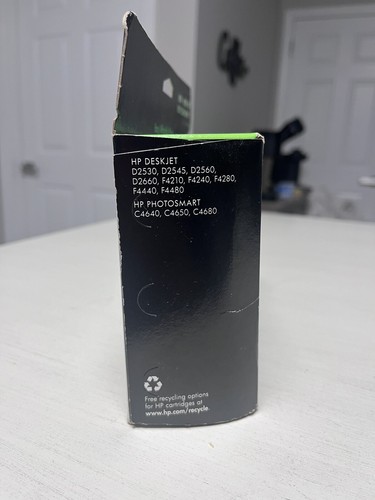 HP DESKJET
D2530, D2545, D2560,
D2660, F4210, F4240, F4280,
F4440, F4480
HP PHOTOSMART
C4640, C4650, C4680
Free recycling options
for HP cartridges at
www.hp.com/recycle